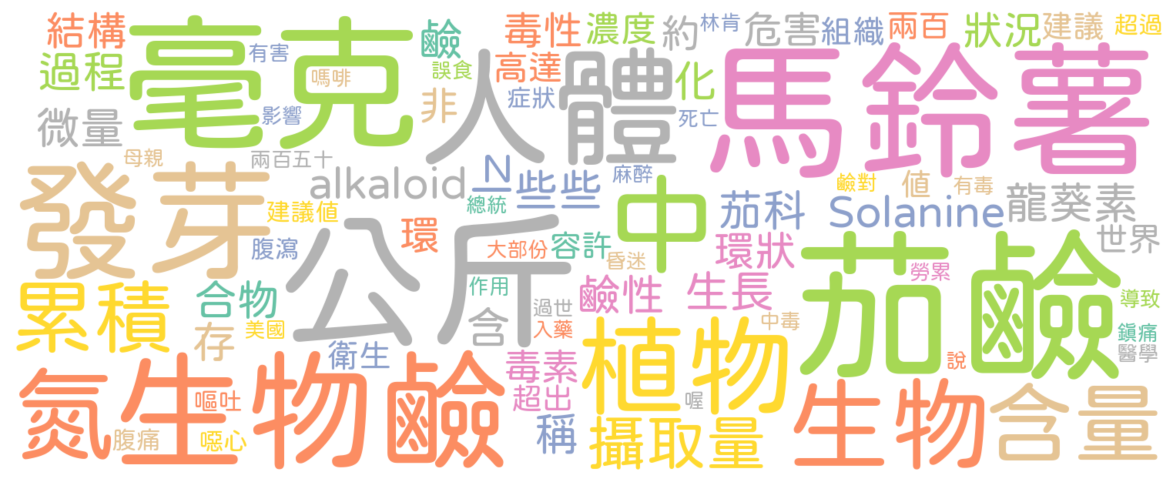 結構 毒性 濃度 約 林肯 危害 組織 兩百 狀況 建議 超過
毫克 有害 鹼 高達 人體 馬鈴薯
過程 嗎啡 誤食 症狀 化
微量 影響 非 死亡
母親 兩百五十 alkaloid N 一些些 麻醉 中 鹼對 值 有毒
發芽 建議值 總統 茄科 Solanine 龍葵素
腹瀉 公斤 環 大部份 容許 環狀 世界
累積 合物 作用 昏迷 鹼性 生長 茄鹼 勞累 導致
存 美國 含 過世 入藥 植物 中毒 鎮痛
衛生 毒素 說 醫學
氮 生物鹼 嘔吐 超出 喔 生物 含量
腹痛 噁心 稱 攝取量